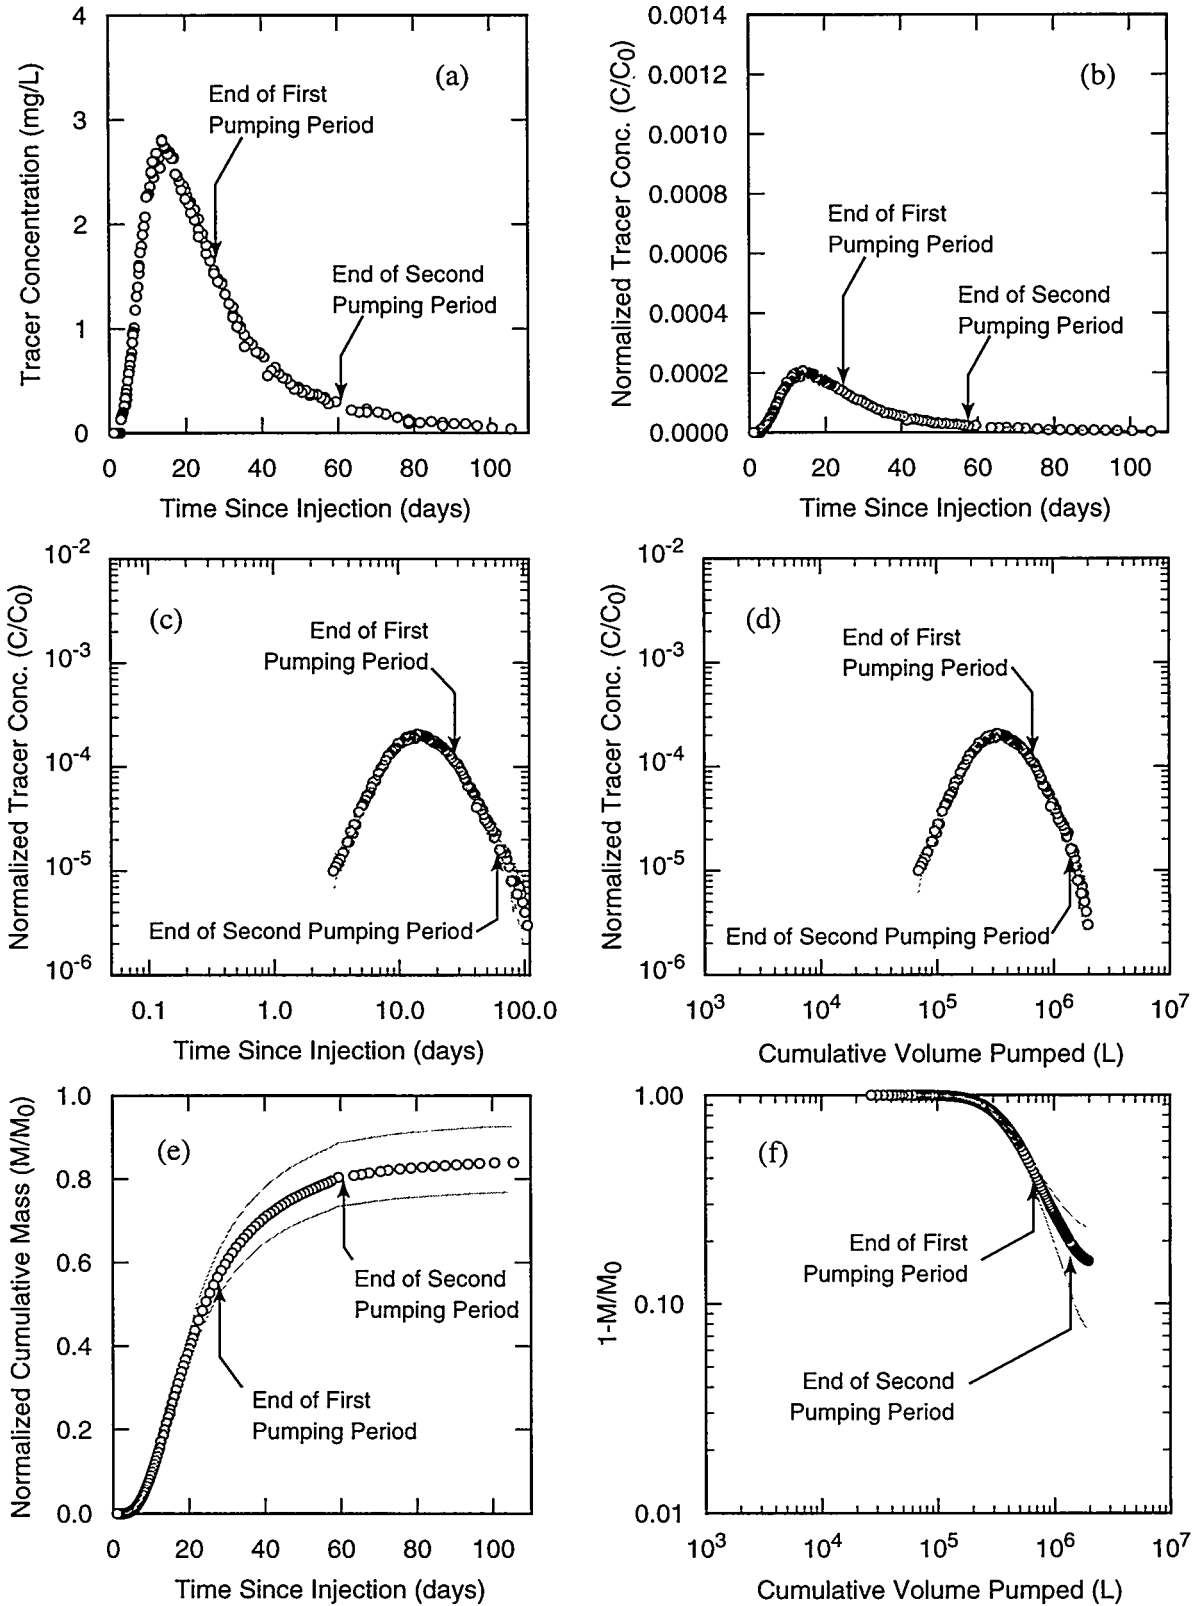 (a)
Tracer Concentration (mg/L)
4
3
2
1
0
End of First
Pumping Period
End of Second
Pumping Period
0 20 40 60 80 100
Time Since Injection (days)
(b)
Normalized Tracer Conc. (C/C0)
0.0014
0.0012
0.0010
0.0008
0.0006
0.0004
0.0002
0.0000
End of First
Pumping Period
End of Second
Pumping Period
0 20 40 60 80 100
Time Since Injection (days)
(c)
Normalized Tracer Conc. (C/C0)
10-2
10-3
10-4
10-5
10-6
End of First
Pumping Period
End of Second Pumping Period
0.1 1.0 10.0 100.0
Time Since Injection (days)
(d)
Normalized Tracer Conc. (C/C0)
10-2
10-3
10-4
10-5
10-6
End of First
Pumping Period
End of Second Pumping Period
103 104 105 106 107
Cumulative Volume Pumped (L)
(e)
Normalized Cumulative Mass (M/M0)
1.0
0.8
0.6
0.4
0.2
0.0
End of Second
Pumping Period
End of First
Pumping Period
0 20 40 60 80 100
Time Since Injection (days)
(f)
1-M/M0
1.00
0.10
0.01
End of First
Pumping Period
End of Second
Pumping Period
103 104 105 106 107
Cumulative Volume Pumped (L)